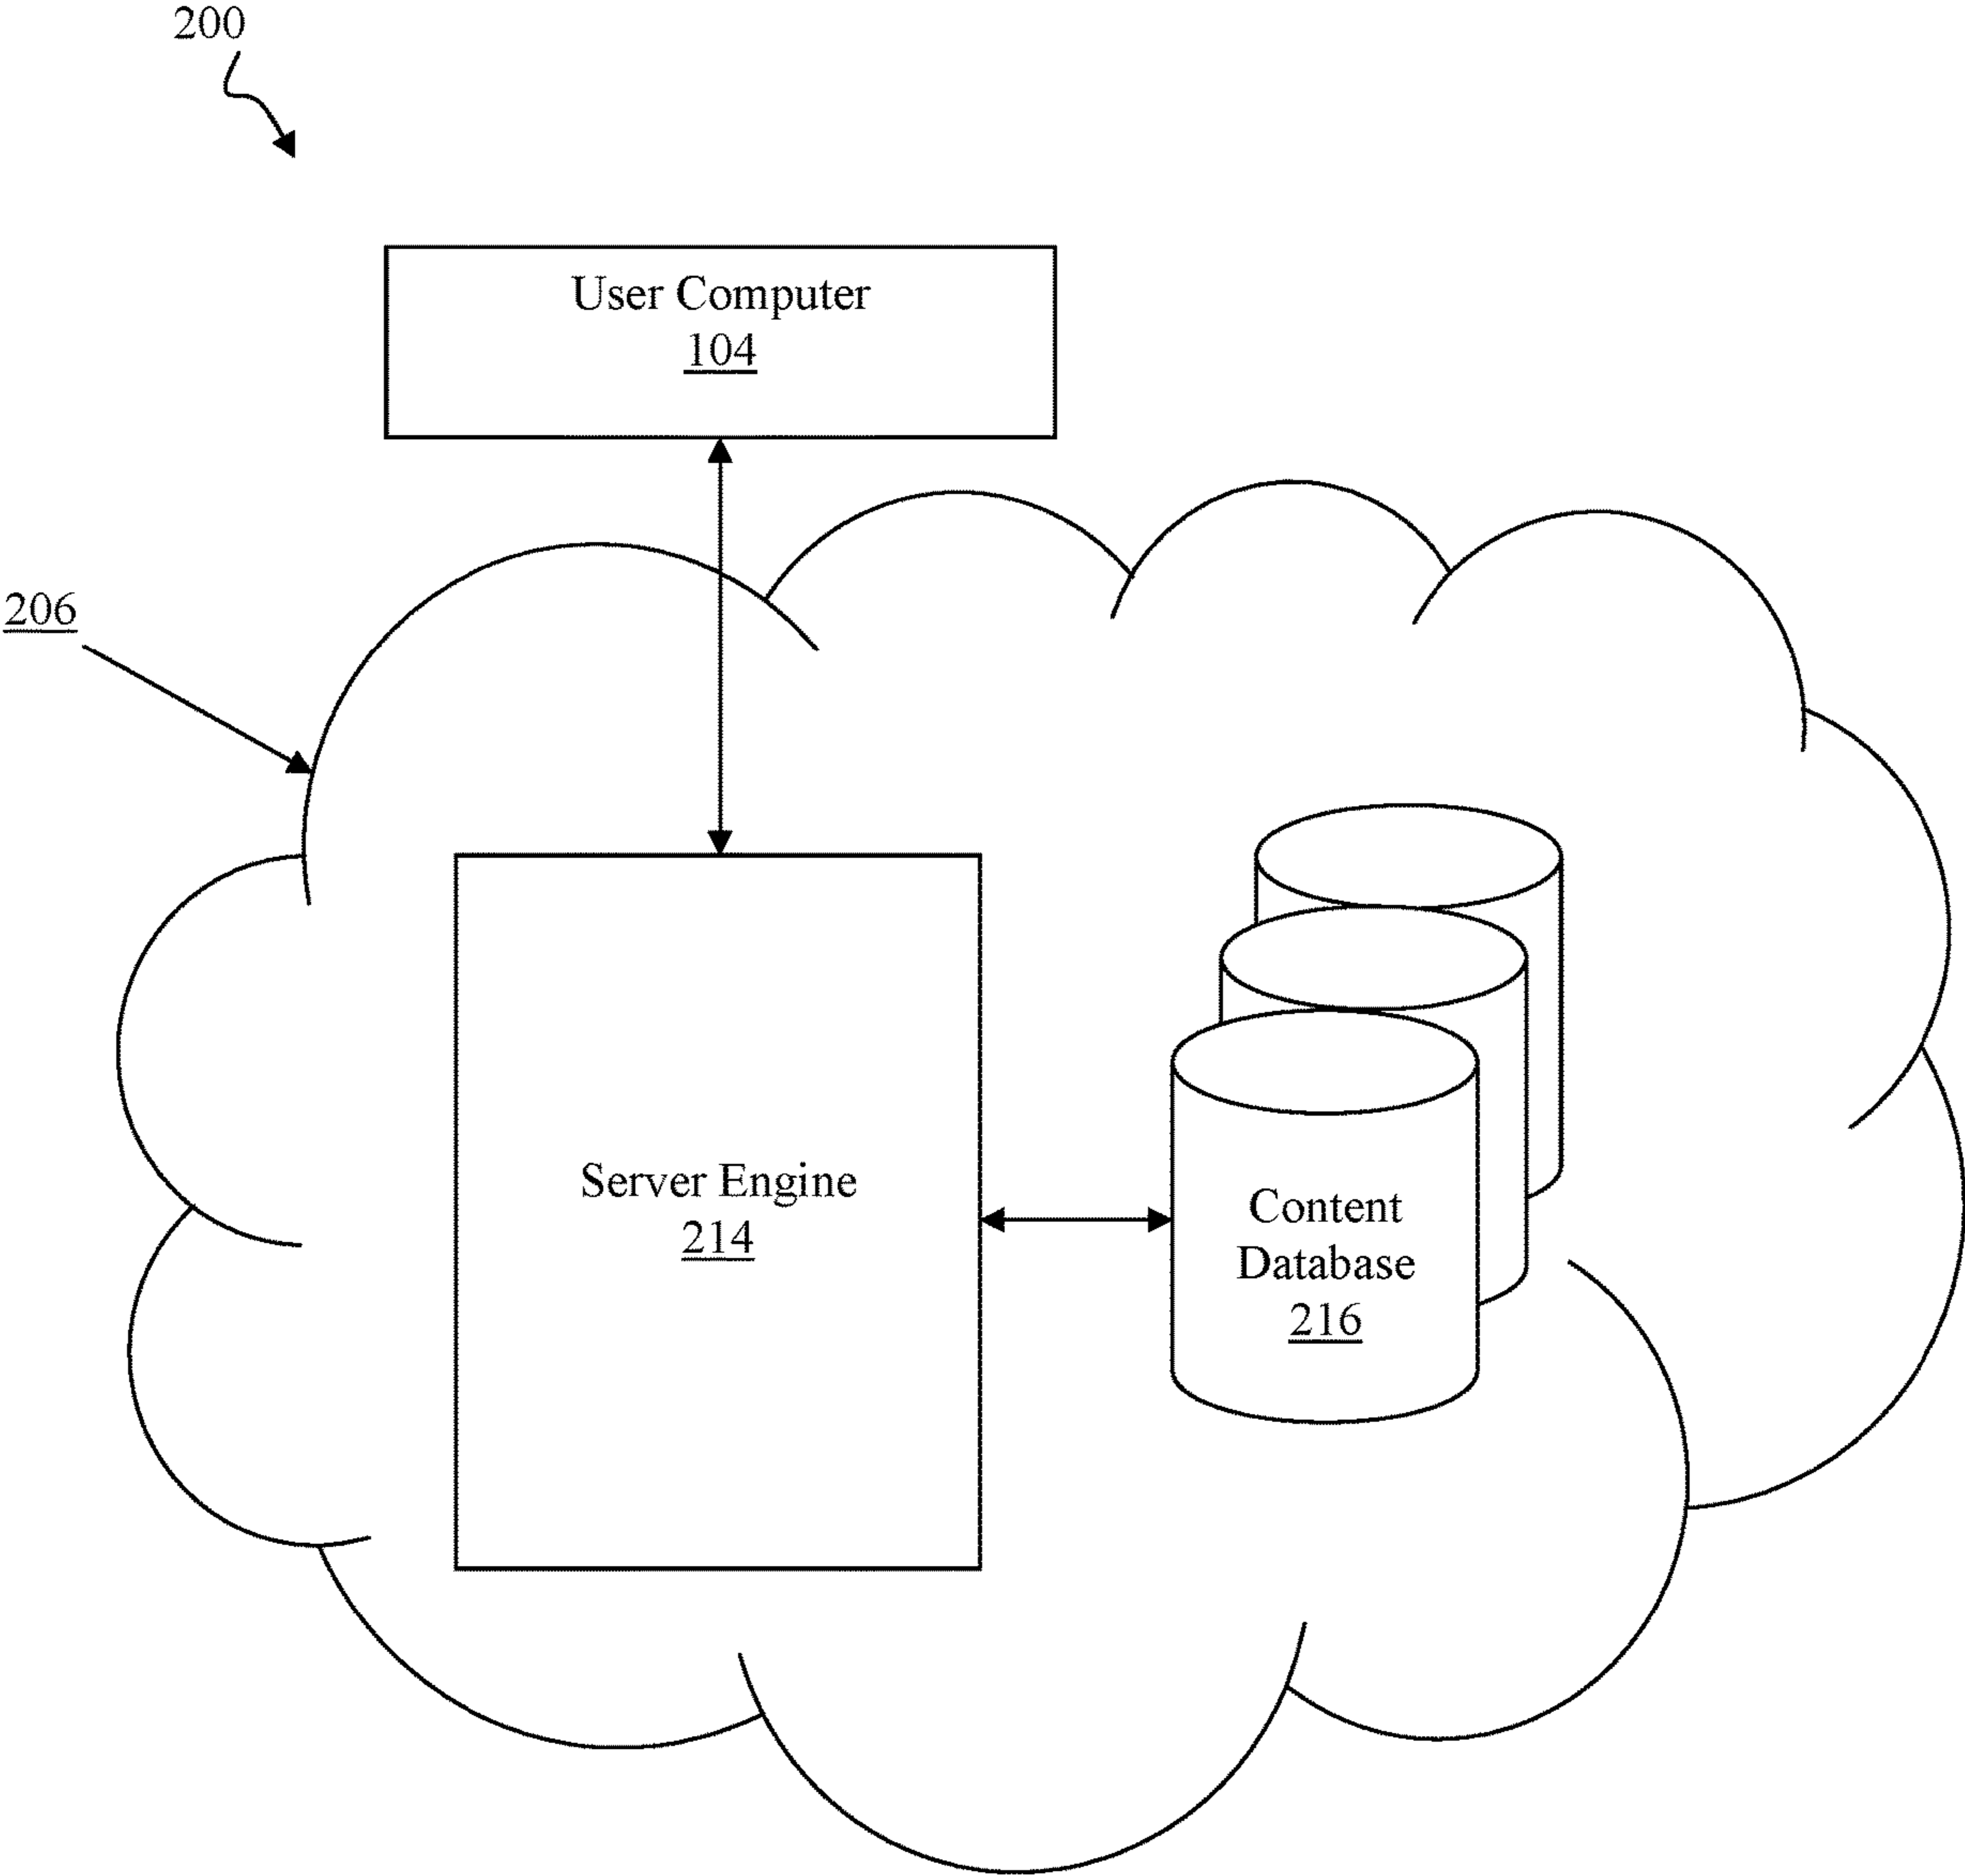 200
User Computer
104
206
Server Engine
214
Content
Database
216